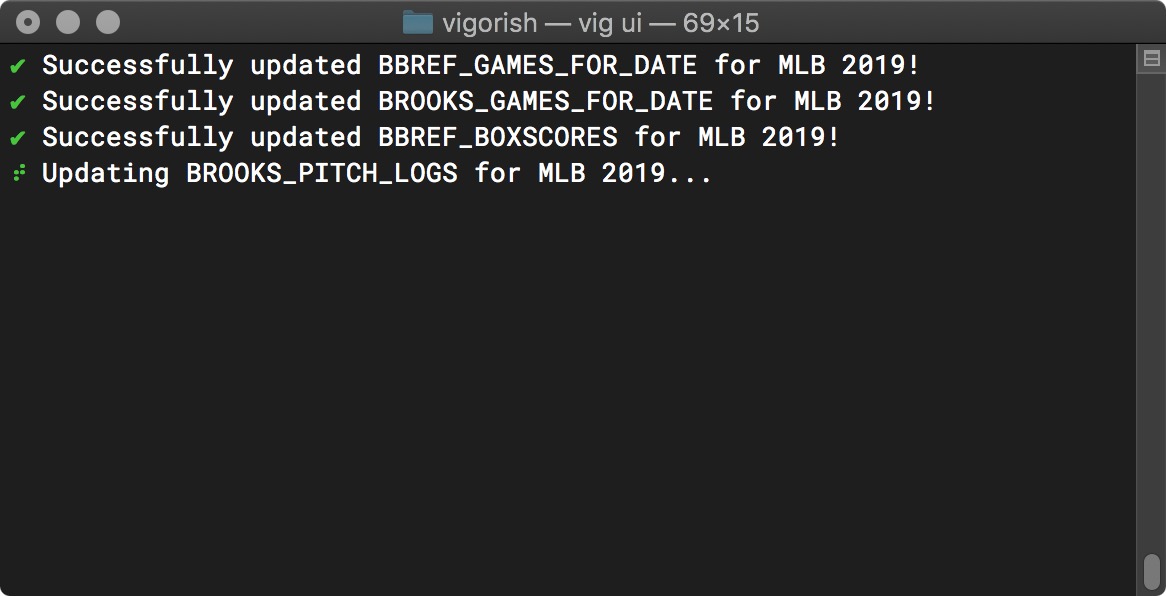 vigorish — vig ui — 69×15
✔ Successfully updated BBREF_GAMES_FOR_DATE for MLB 2019!
✔ Successfully updated BROOKS_GAMES_FOR_DATE for MLB 2019!
✔ Successfully updated BBREF_BOXSCORES for MLB 2019!
Updating BROOKS_PITCH_LOGS for MLB 2019...